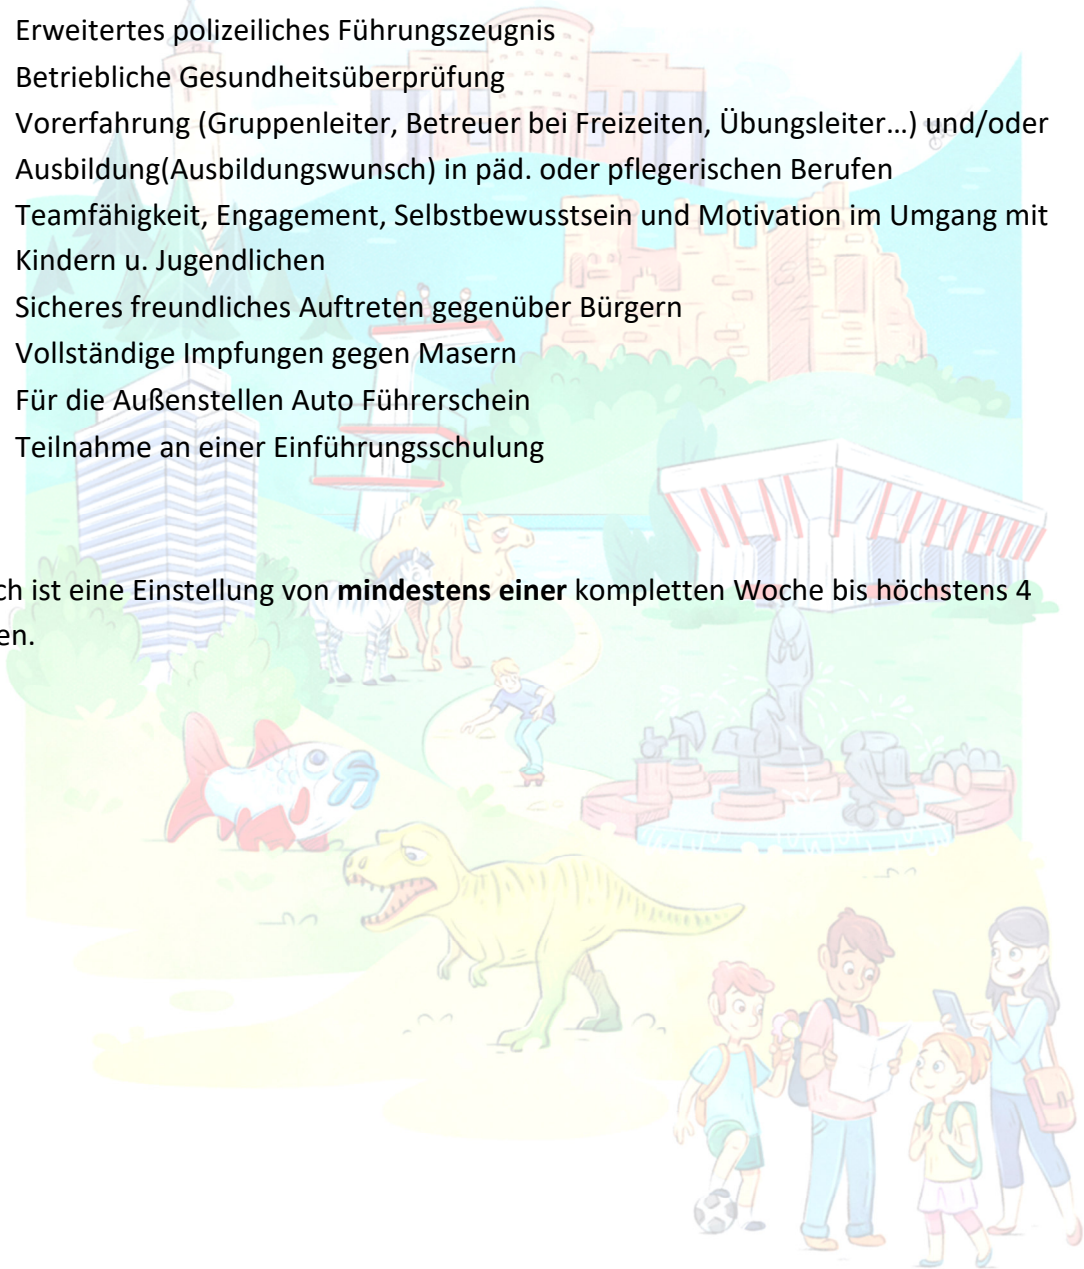 Erweitertes polizeiliches Führungszeugnis
Betriebliche Gesundheitsüberprüfung
Vorerfahrung (Gruppenleiter, Betreuer bei Freizeiten, Übungsleiter…) und/oder
Ausbildung(Ausbildungswunsch) in päd. oder pflegerischen Berufen
Teamfähigkeit, Engagement, Selbstbewusstsein und Motivation im Umgang mit
Kindern u. Jugendlichen
Sicheres freundliches Auftreten gegenüber Bürgern
Vollständige Impfungen gegen Masern
Für die Außenstellen Auto Führerschein
Teilnahme an einer Einführungsschulung
ch ist eine Einstellung von mindestens einer kompletten Woche bis höchstens 4
en.